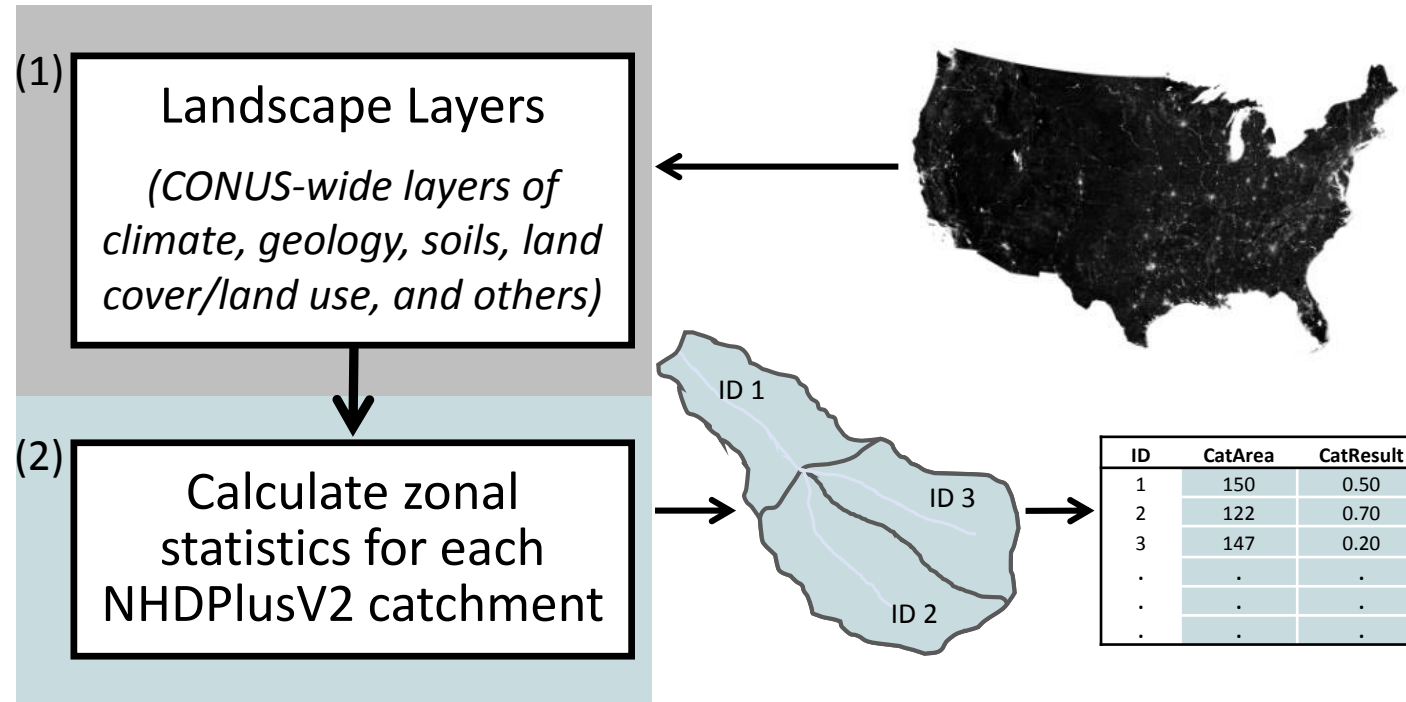 (1)
Landscape Layers
(CONUS-wide layers of
climate, geology, soils, land
cover/land use, and others)
(2)
Calculate zonal
statistics for each
NHDPlusV2 catchment
ID 1
ID 3
ID 2
ID CatArea CatResult
1 150 0.50
2 122 0.70
3 147 0.20
. . .
. . .
. . .